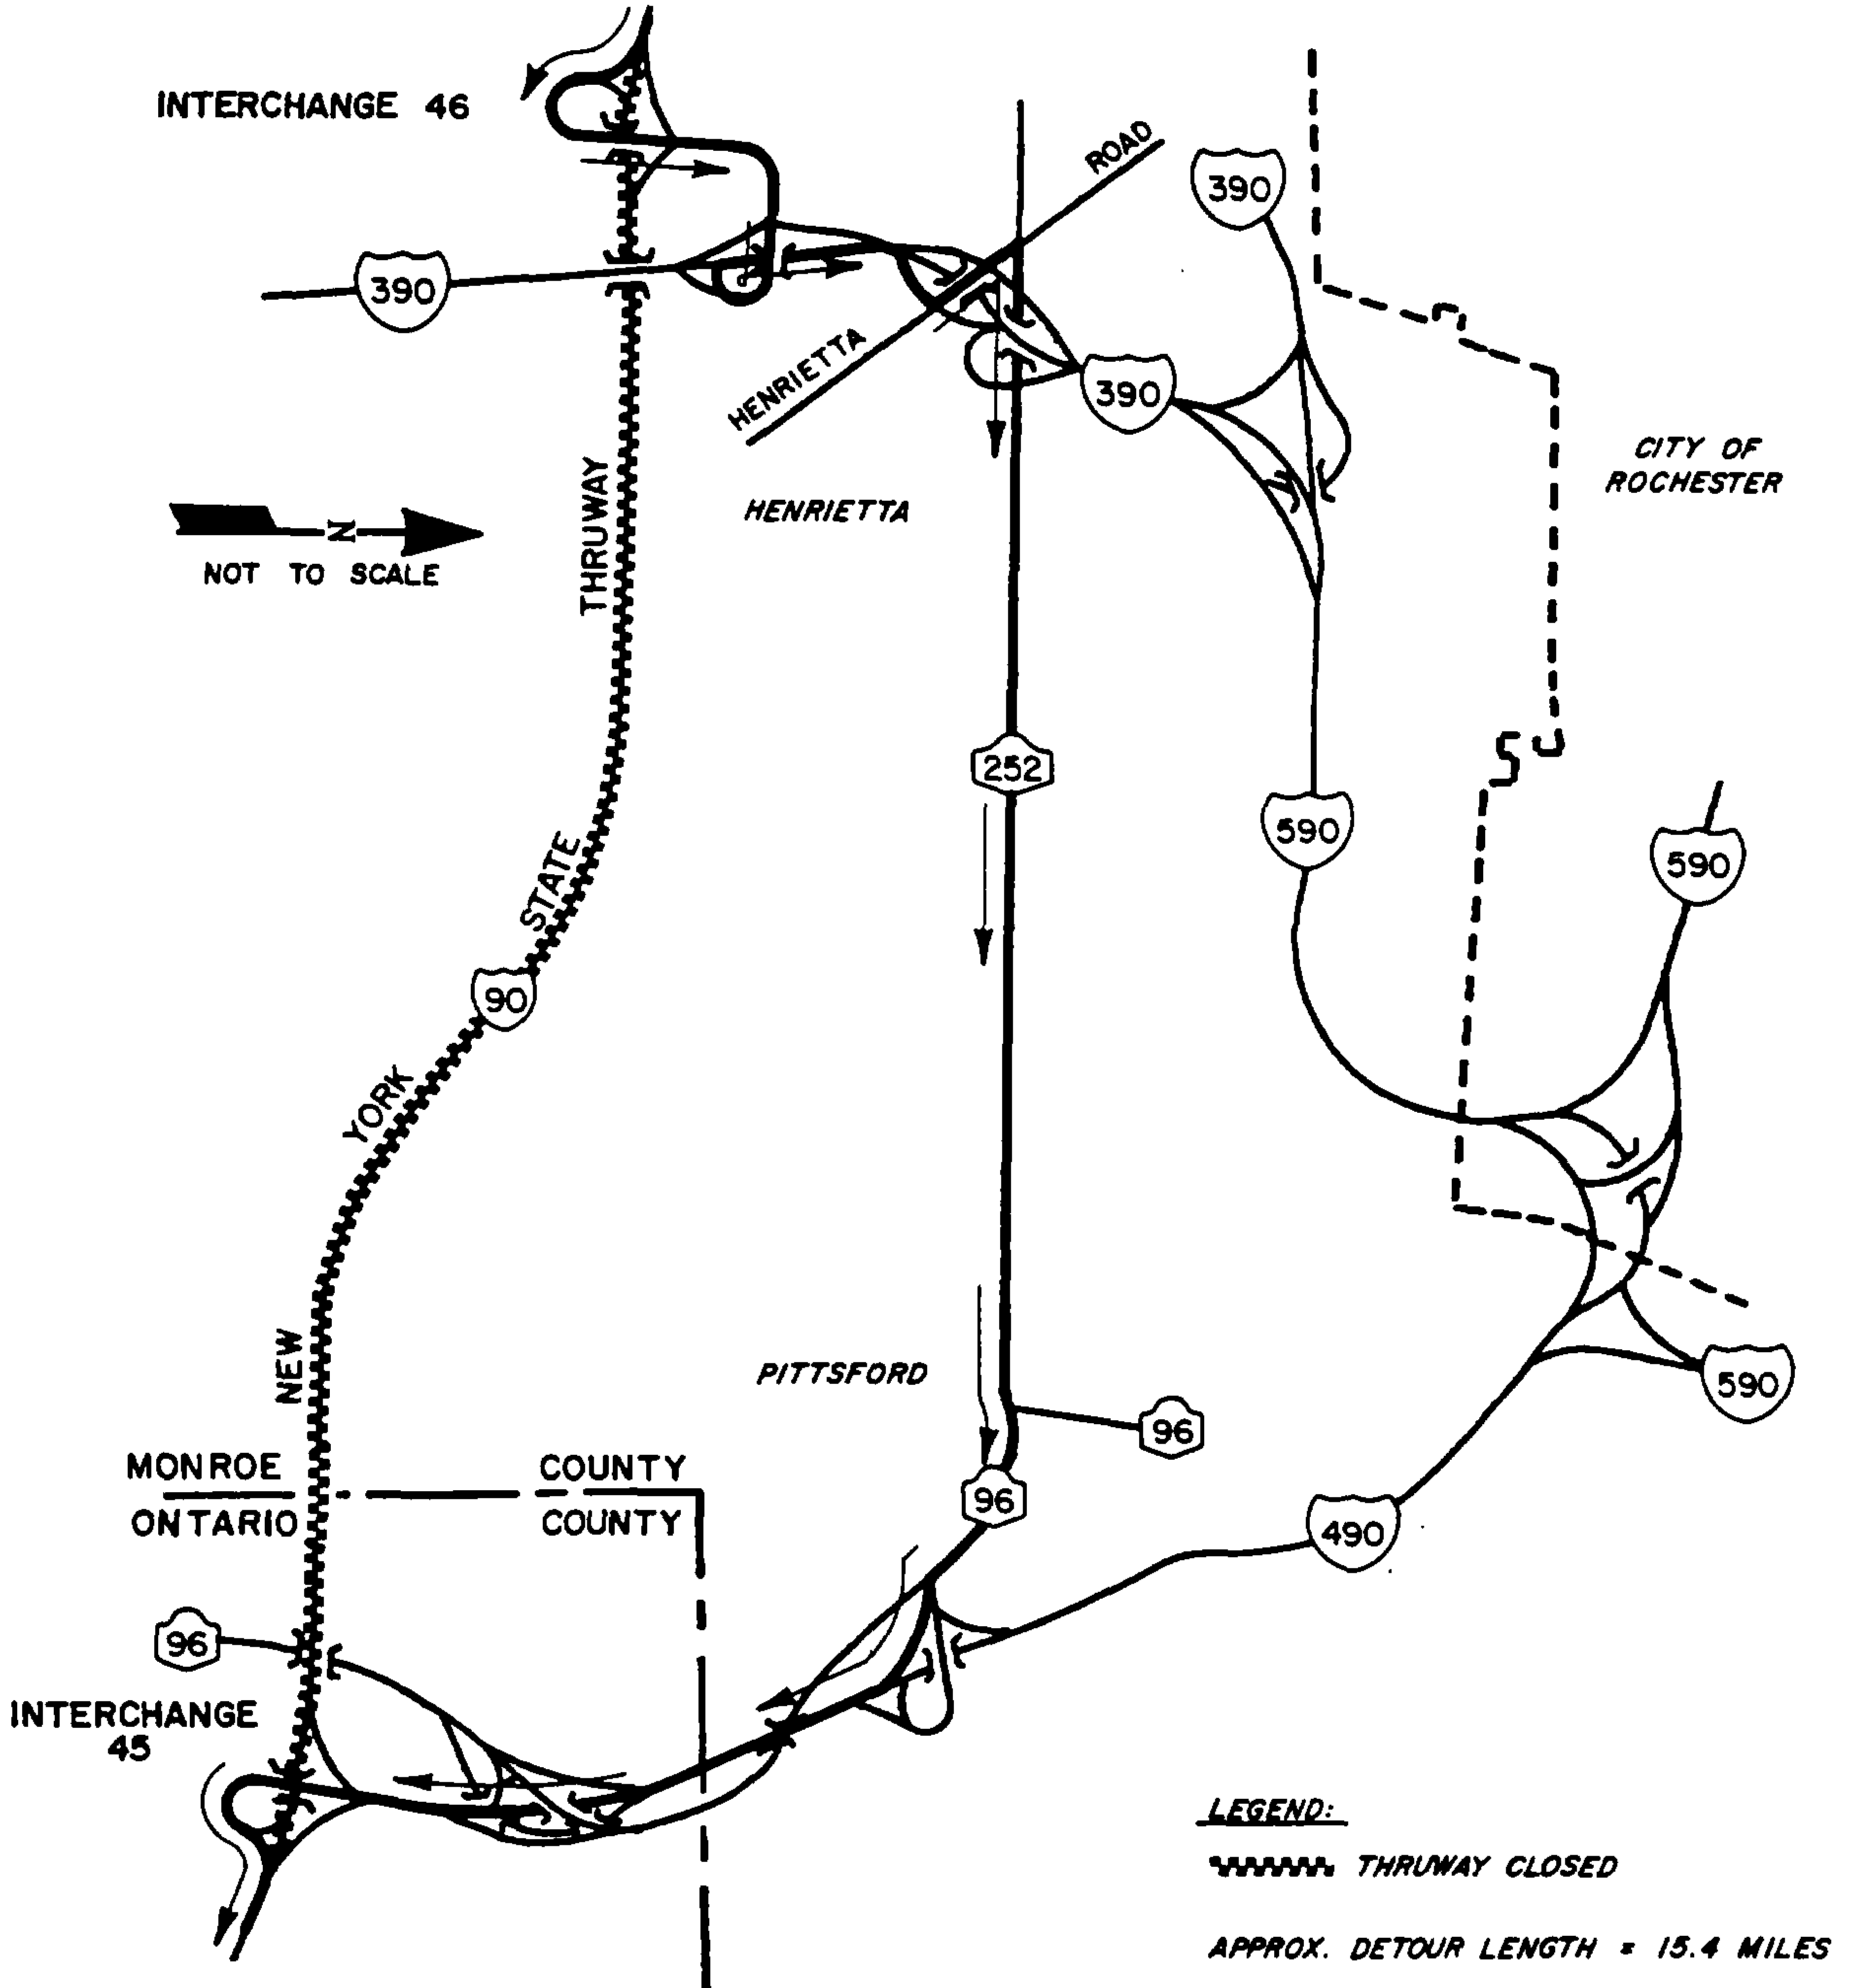 INTERCHANGE 46
ROAD
390
390
HENRIETTA
390
CITY OF
ROCHESTER
HENRIETTA
THRUWAY
N
NOT TO SCALE
252
590
590
STATE
90
YORK
NEW
PITTSFORD
590
96
MONROE COUNTY
ONTARIO COUNTY
96
490
96
INTERCHANGE
45
LEGEND:
THRUWAY CLOSED
APPROX. DETOUR LENGTH = 15.4 MILES